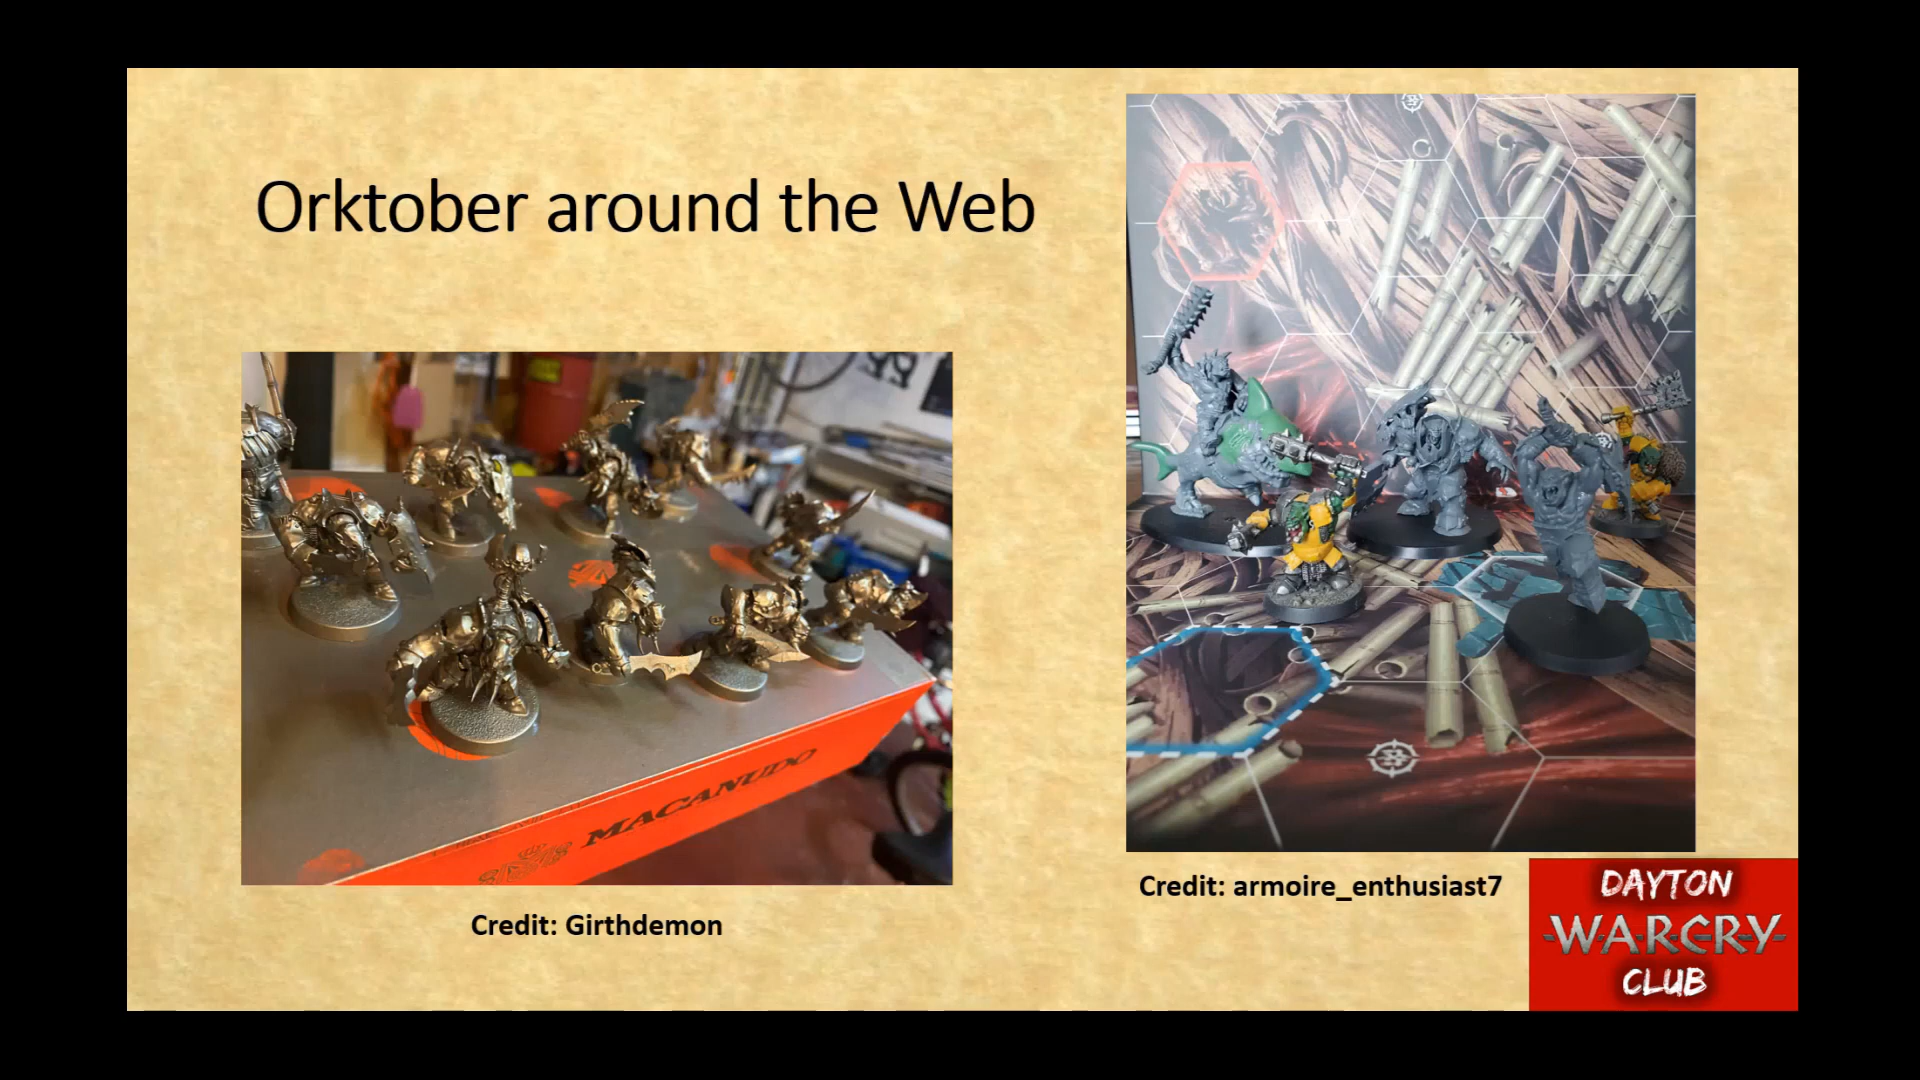 Orktober around the Web
MACANUDO
Credit: Girthdemon
Credit: armoire_enthusiast7
DAYTON
WARCRY
CLUB